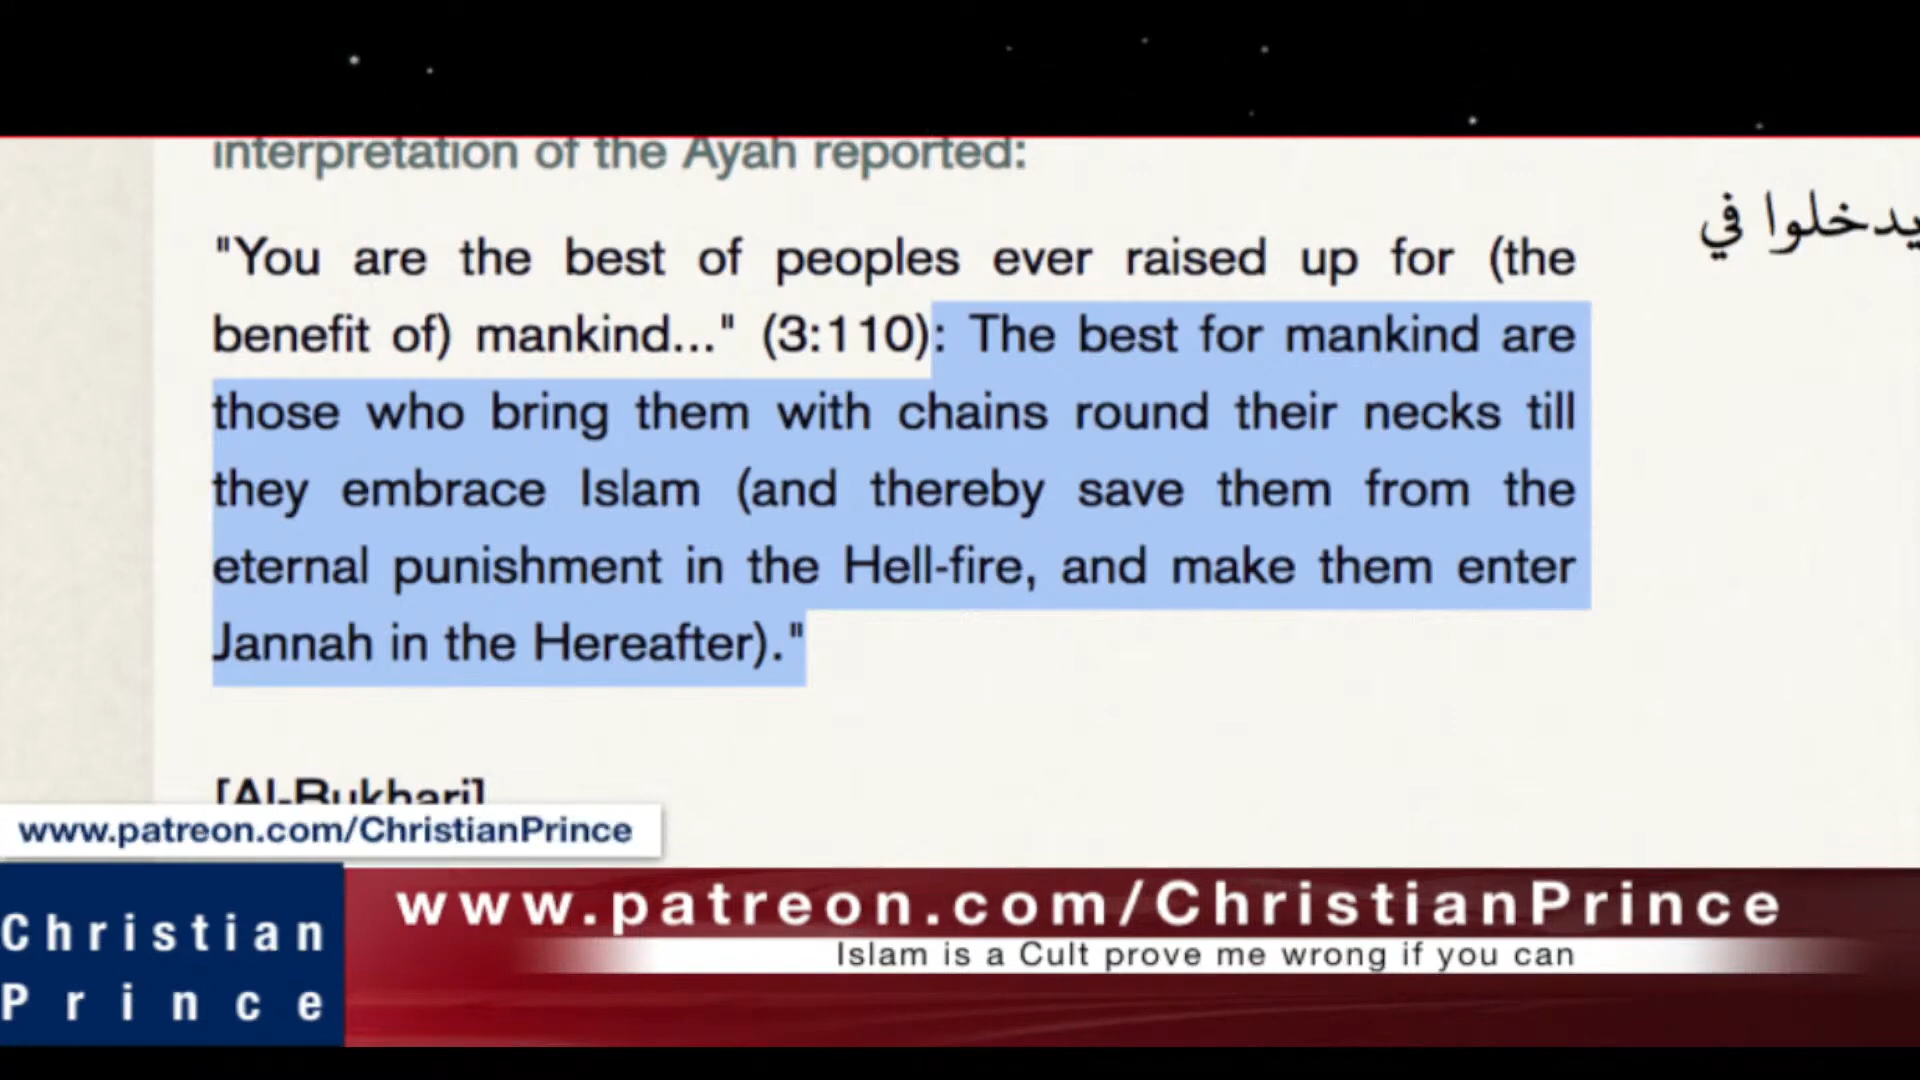 interpretation of the Ayah reported:
يدخلوا في
"You are the best of peoples ever raised up for (the
benefit of) mankind..." (3:110): The best for mankind are
those who bring them with chains round their necks till
they embrace Islam (and thereby save them from the
eternal punishment in the Hell-fire, and make them enter
Jannah in the Hereafter)."
[Al-Bukhari]
www.patreon.com/ChristianPrince
Christian
Prince
www.patreon.com/ChristianPrince
Islam is a Cult prove me wrong if you can